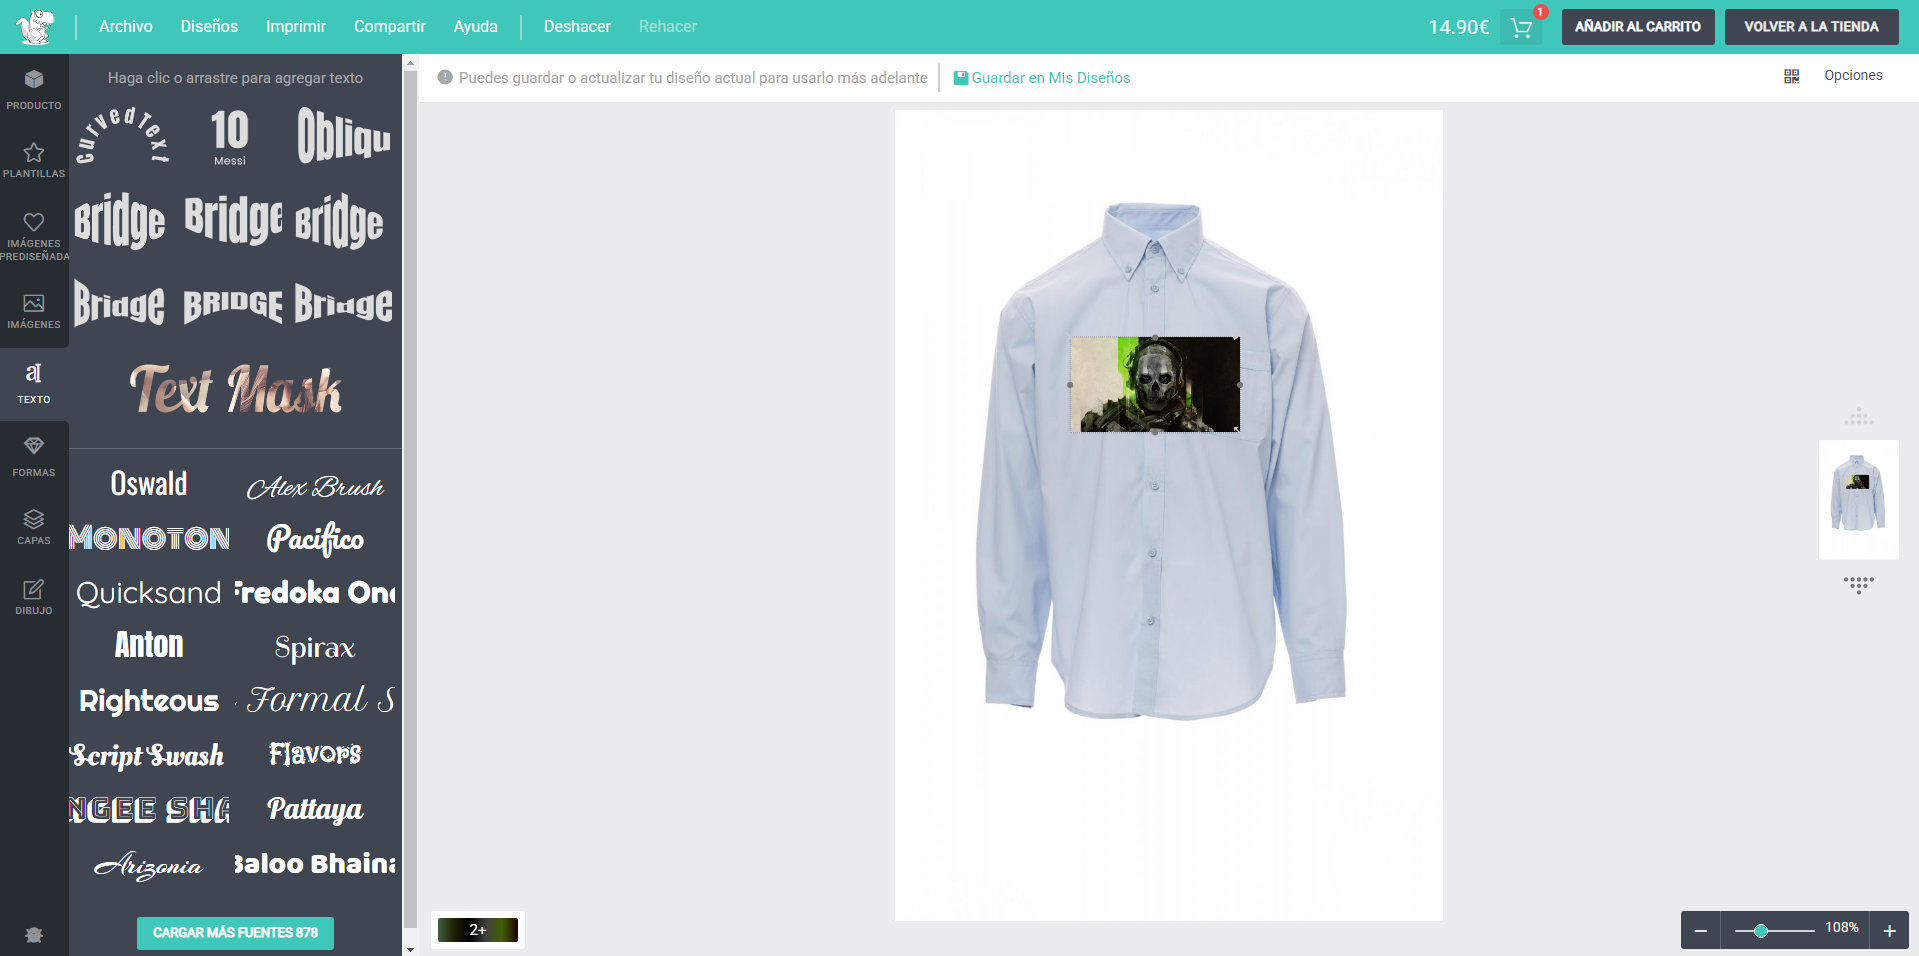 Archivo Diseños Imprimir Compartir Ayuda Deshacer Rehacer 14.90€ 1 AÑADIR AL CARRITO VOLVER A LA TIENDA
Haga clic o arrastre para agregar texto
Puedes guardar o actualizar tu diseño actual para usarlo más adelante Guardar en Mis Diseños Opciones
PRODUCTO
PLANTILLAS
IMÁGENES
PREDISEÑADA
IMÁGENES
TEXTO
FORMAS
CAPAS
DIBUJO
CurvedText 10 Obliqu
Messi
Bridge Bridge Bridge
Bridge BRIDGE Bridge
Text Mask
Oswald Alex Brush
MONOTON Pacifico
Quicksand Fredoka One
Anton Spirax
Righteous Formal S
Script Swash Flavors
NGEE SHA Pattaya
Arizonia Baloo Bhaina
CARGAR MÁS FUENTES 878
2+
108%